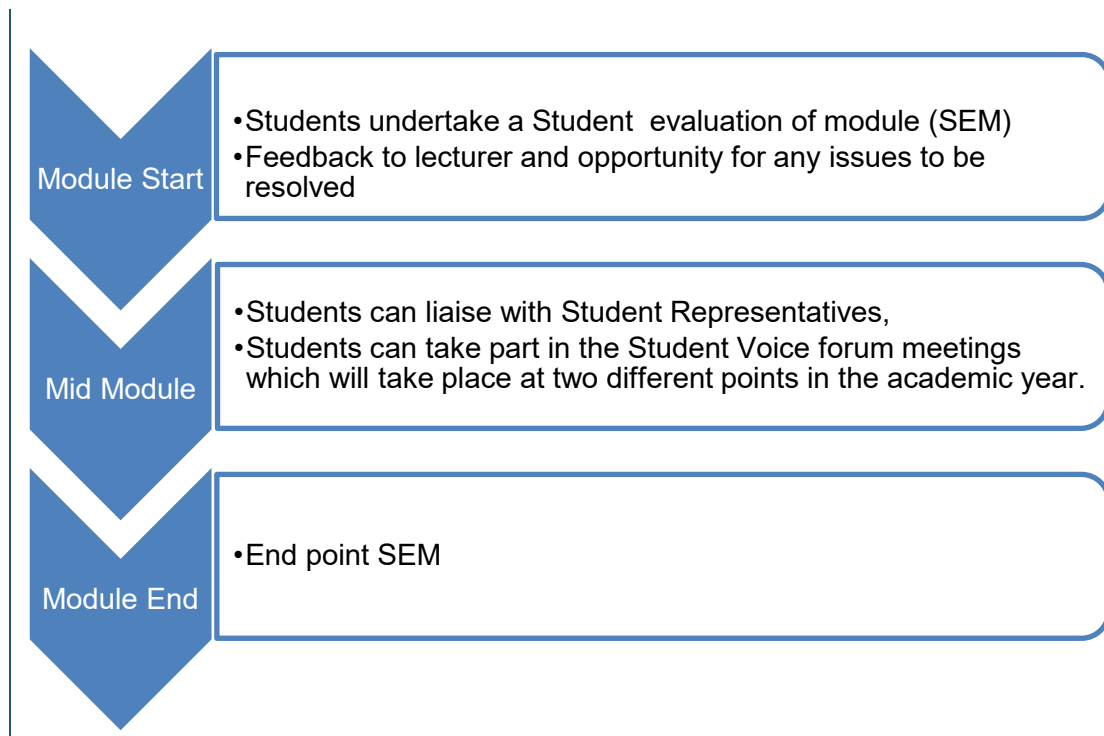 Module Start
•Students undertake a Student  evaluation of module (SEM)
•Feedback to lecturer and opportunity for any issues to be
resolved
Mid Module
•Students can liaise with Student Representatives,
•Students can take part in the Student Voice forum meetings
which will take place at two different points in the academic year.
Module End
•End point SEM